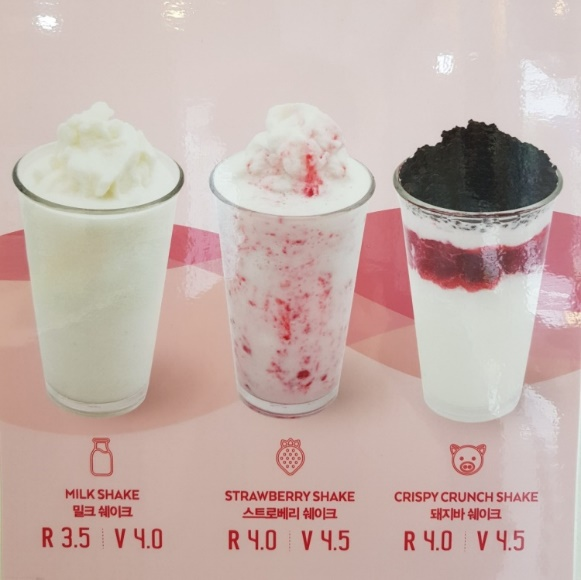 MILK SHAKE
밀크 쉐이크
R 3.5 V 4.0
STRAWBERRY SHAKE
스트로베리 쉐이크
R 4.0 V 4.5
CRISPY CRUNCH SHAKE
돼지바 쉐이크
R 4.0 V 4.5